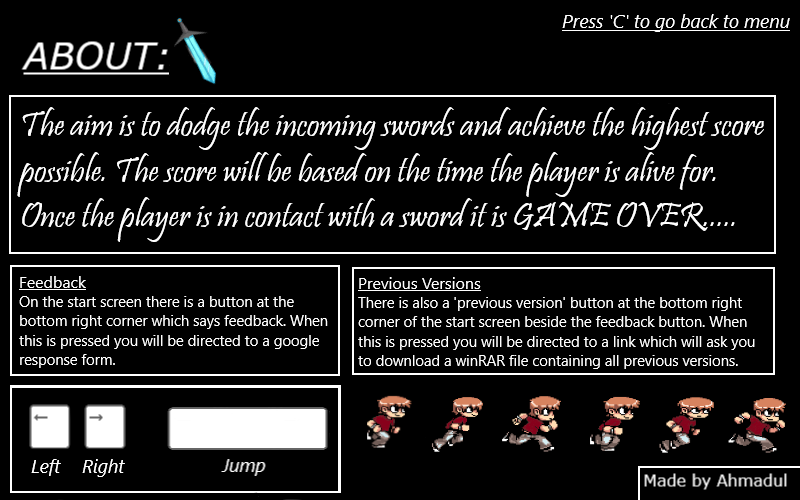 Press 'C' to go back to menu
ABOUT:
The aim is to dodge the incoming swords and achieve the highest score
possible. The score will be based on the time the player is alive for.
Once the player is in contact with a sword it is GAME OVER.....
Feedback
On the start screen there is a button at the
bottom right corner which says feedback. When
this is pressed you will be directed to a google
response form.
Previous Versions
There is also a 'previous version' button at the bottom right
corner of the start screen beside the feedback button. When
this is pressed you will be directed to a link which will ask you
to download a winRAR file containing all previous versions.
← →
Left Right Jump
Made by Ahmadul